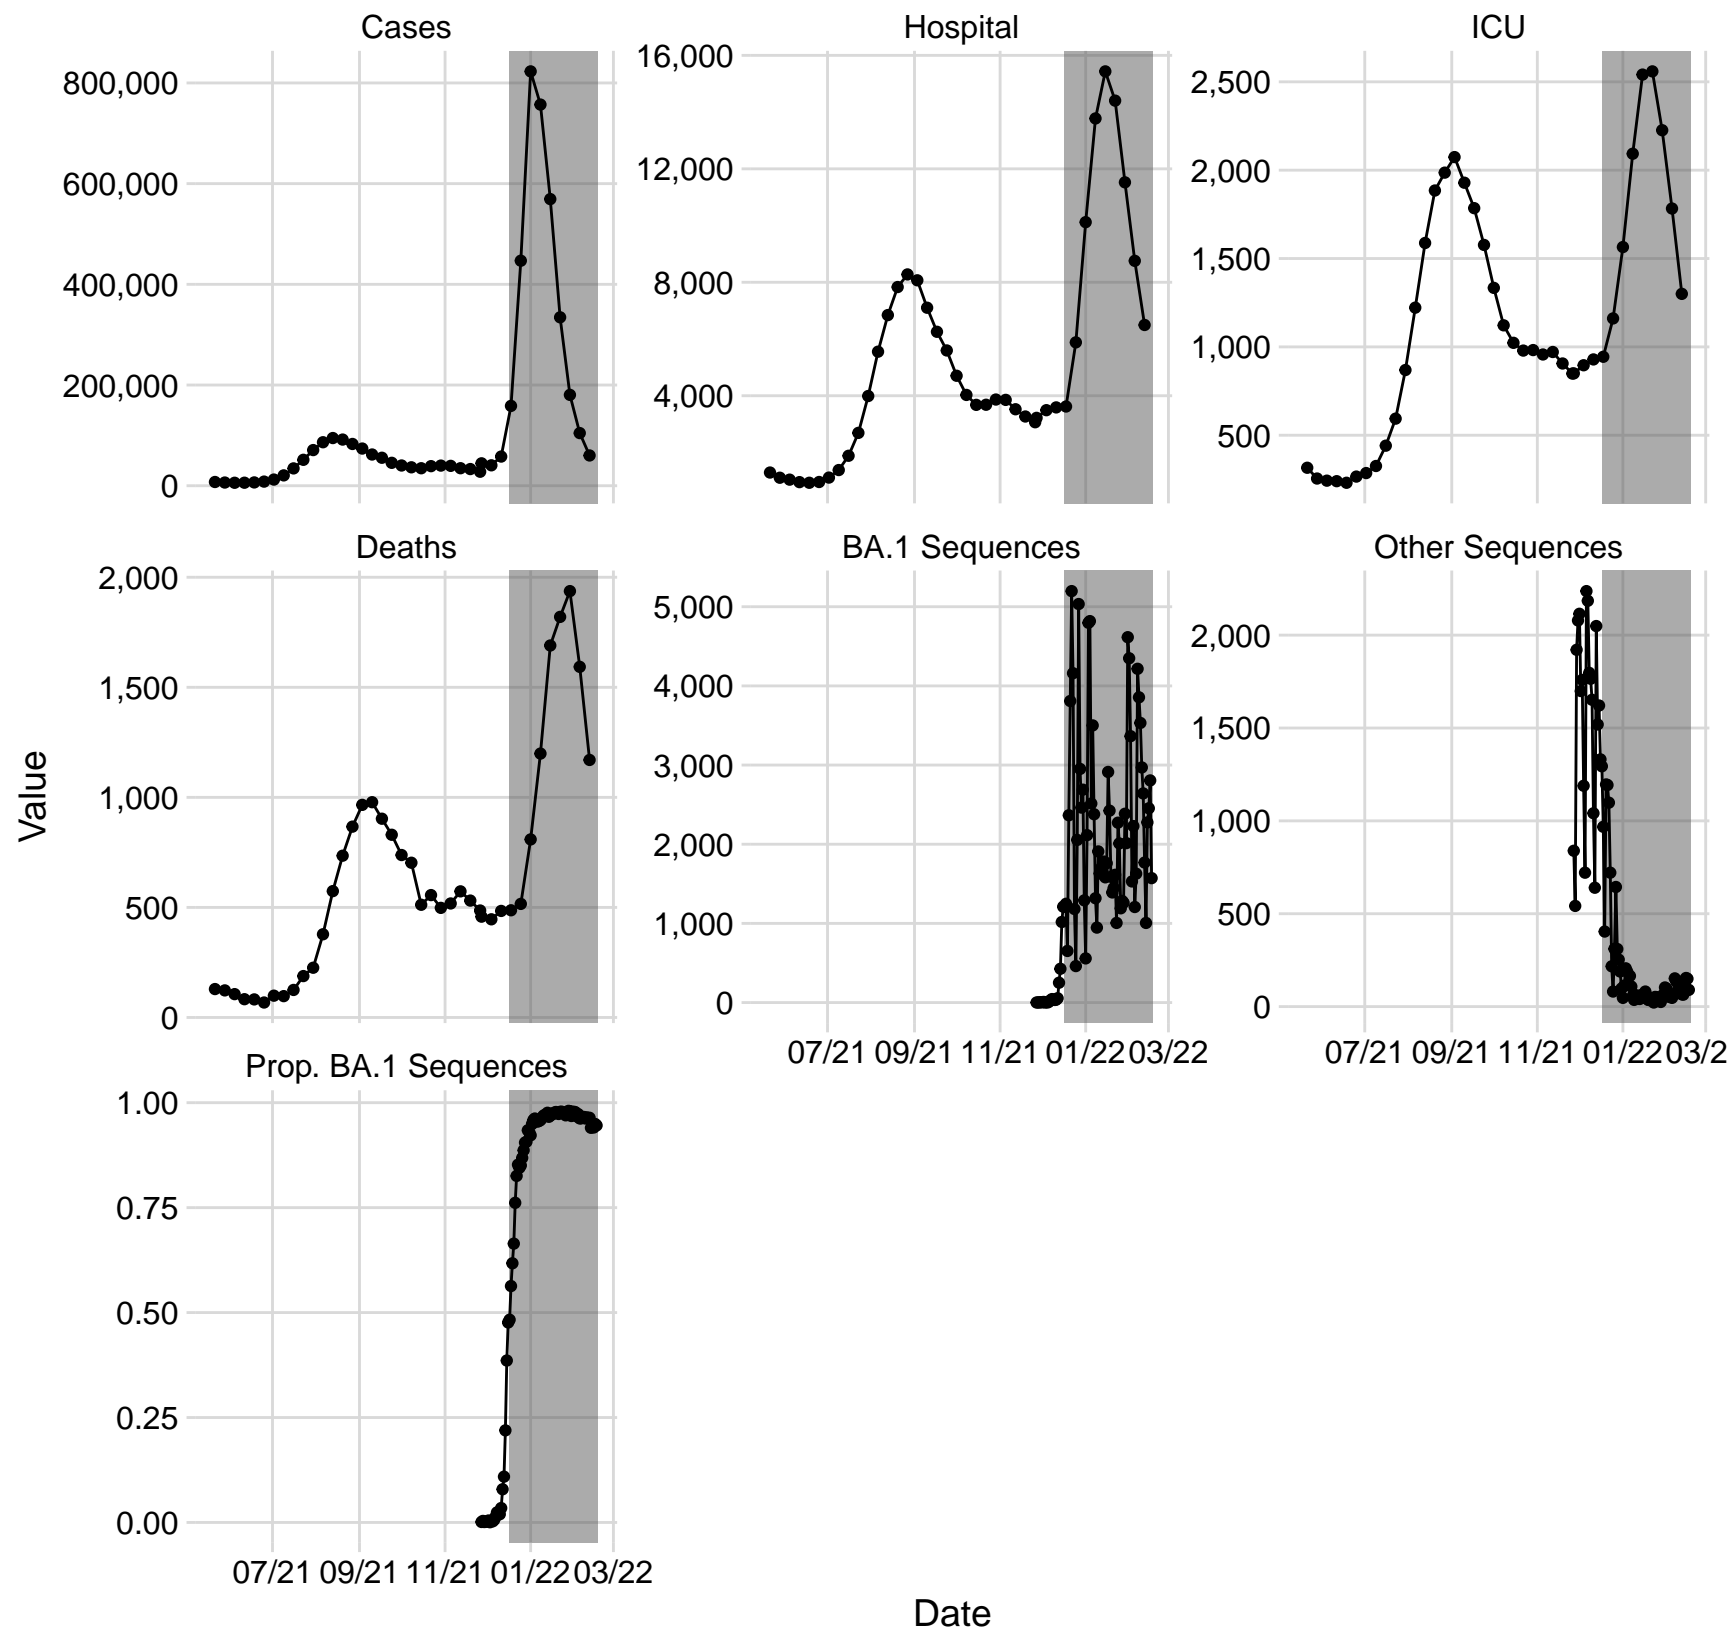 Cases
Hospital
ICU
800,000
600,000
400,000
200,000
0
16,000
12,000
8,000
4,000
2,500
2,000
1,500
1,000
500
Deaths
BA.1 Sequences
Other Sequences
2,000
1,500
1,000
500
0
5,000
4,000
3,000
2,000
1,000
0
2,000
1,500
1,000
500
0
07/21 09/21 11/21 01/22 03/22
07/21 09/21 11/21 01/22 03/2
Prop. BA.1 Sequences
1.00
0.75
0.50
0.25
0.00
07/21 09/21 11/21 01/22 03/22
Value
Date